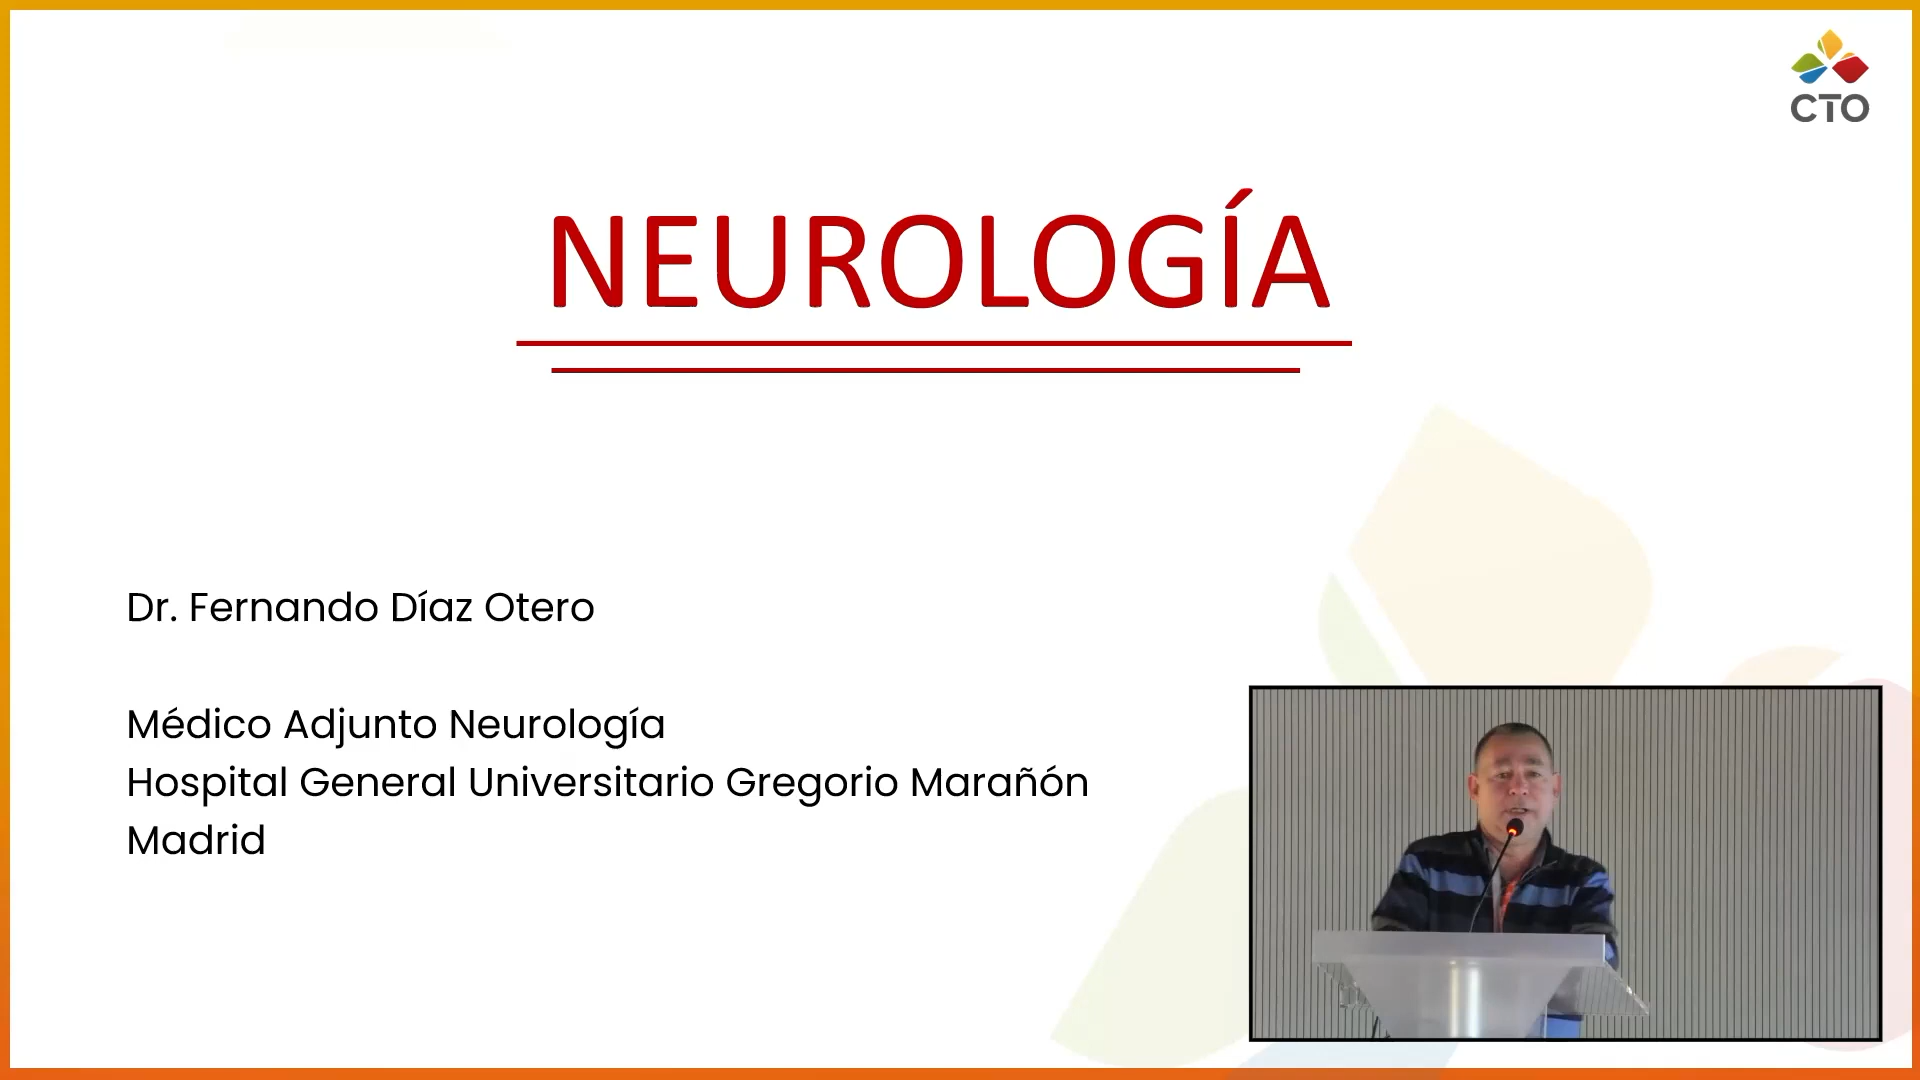 CTO
NEUROLOGÍA
Dr. Fernando Díaz Otero
Médico Adjunto Neurología
Hospital General Universitario Gregorio Marañón
Madrid